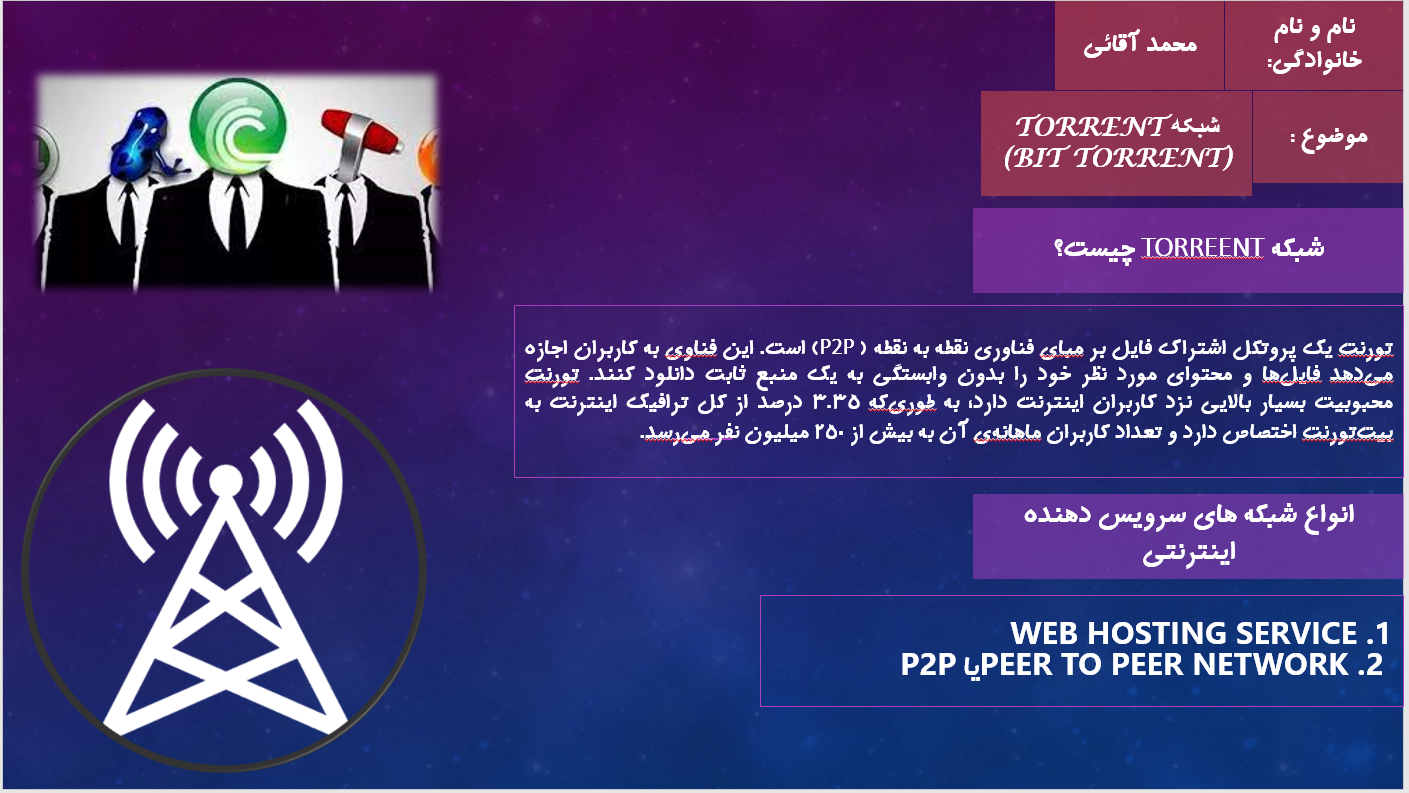 نام و نام
خانوادگی:
محمد آقائی
موضوع :
شبکه TORRENT
(BIT TORRENT)
شبکه TORREENT چیست؟
تورنت یک پروتکل اشتراک فایل بر مبای فناوری نقطه به نقطه ( P2P) است. این فناوی به کاربران اجازه
می‌دهد فایل‌ها و محتوای مورد نظر خود را بدون وابستگی به یک منبع ثابت دانلود کنند. تورنت
محبوبیت بسیار بالایی نزد کاربران اینترنت دارد؛ به طوری‌که ۳.۳۵ درصد از کل ترافیک اینترنت به
بیت‌تورنت اختصاص دارد و تعداد کاربران ماهانه‌ی آن به بیش از ۲۵۰ میلیون نفر می‌رسد.
انواع شبکه های سرویس دهنده
اینترنتی
1. WEB HOSTING SERVICE
2. PEER TO PEER NETWORKیا P2P